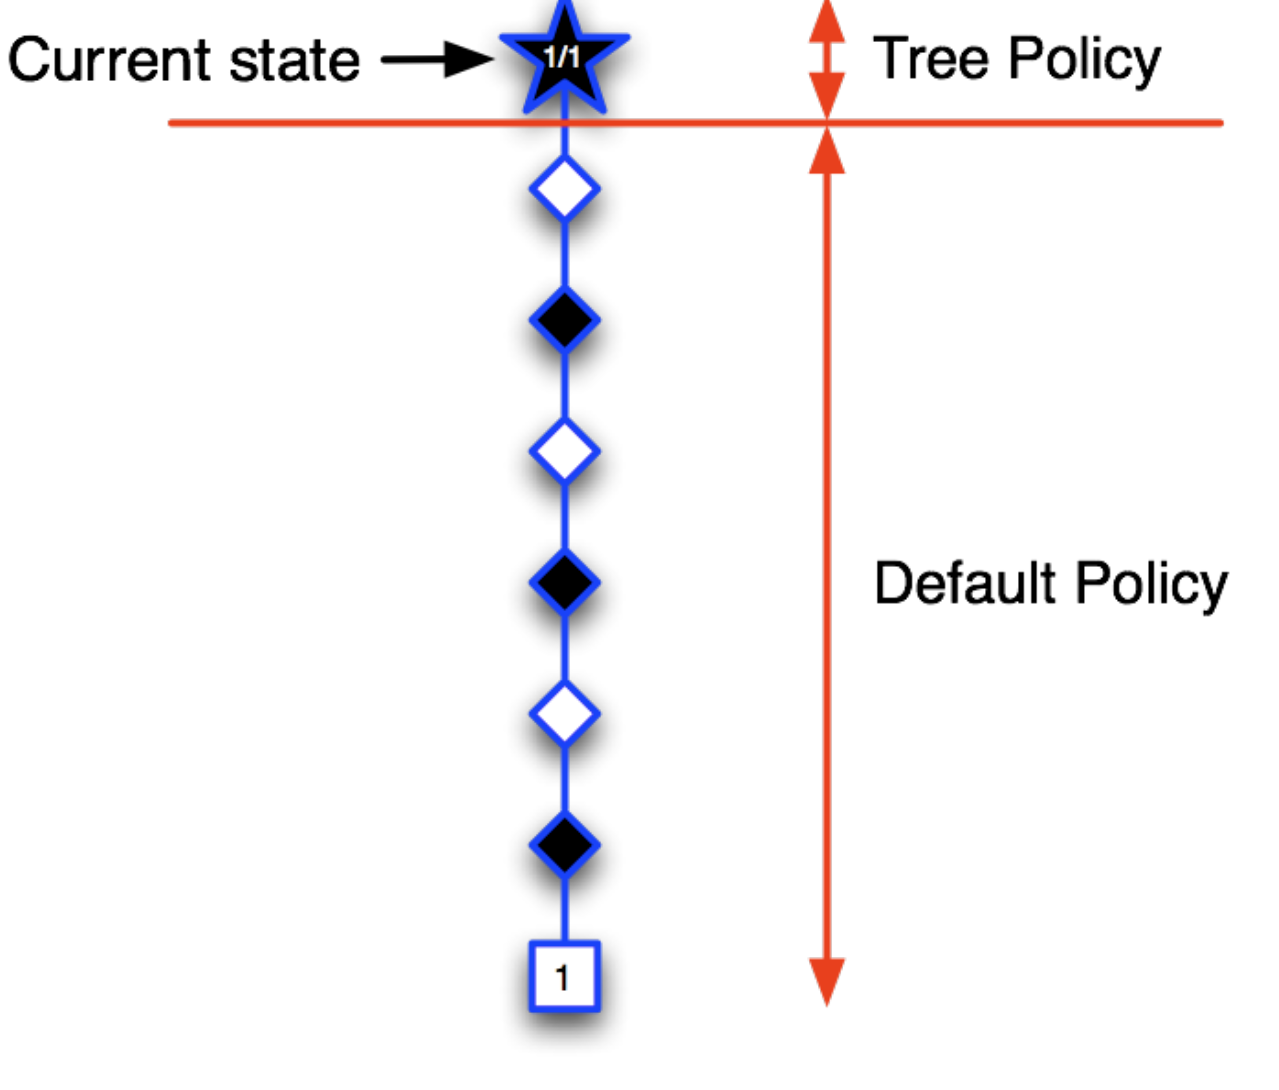 Current state
1/1
Tree Policy
Default Policy
1